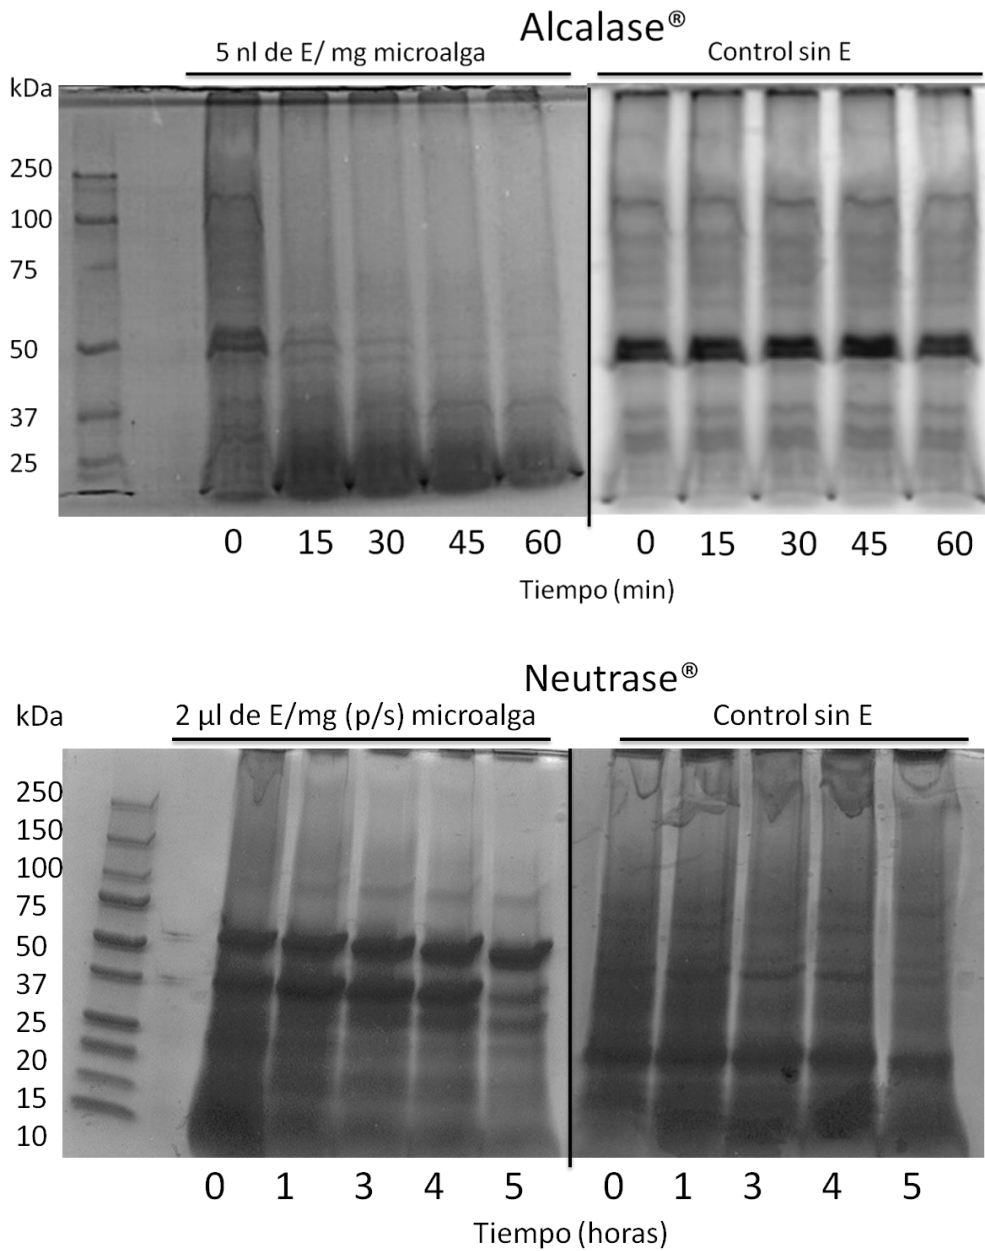 Alcalase®
5 nl de E/ mg microalga
Control sin E
kDa
250
100
75
50
37
25
0 15 30 45 60 0 15 30 45 60
Tiempo (min)
Neutrase®
kDa
2 µl de E/mg (p/s) microalga
Control sin E
250
150
100
75
50
37
25
20
15
10
0 1 3 4 5 0 1 3 4 5
Tiempo (horas)